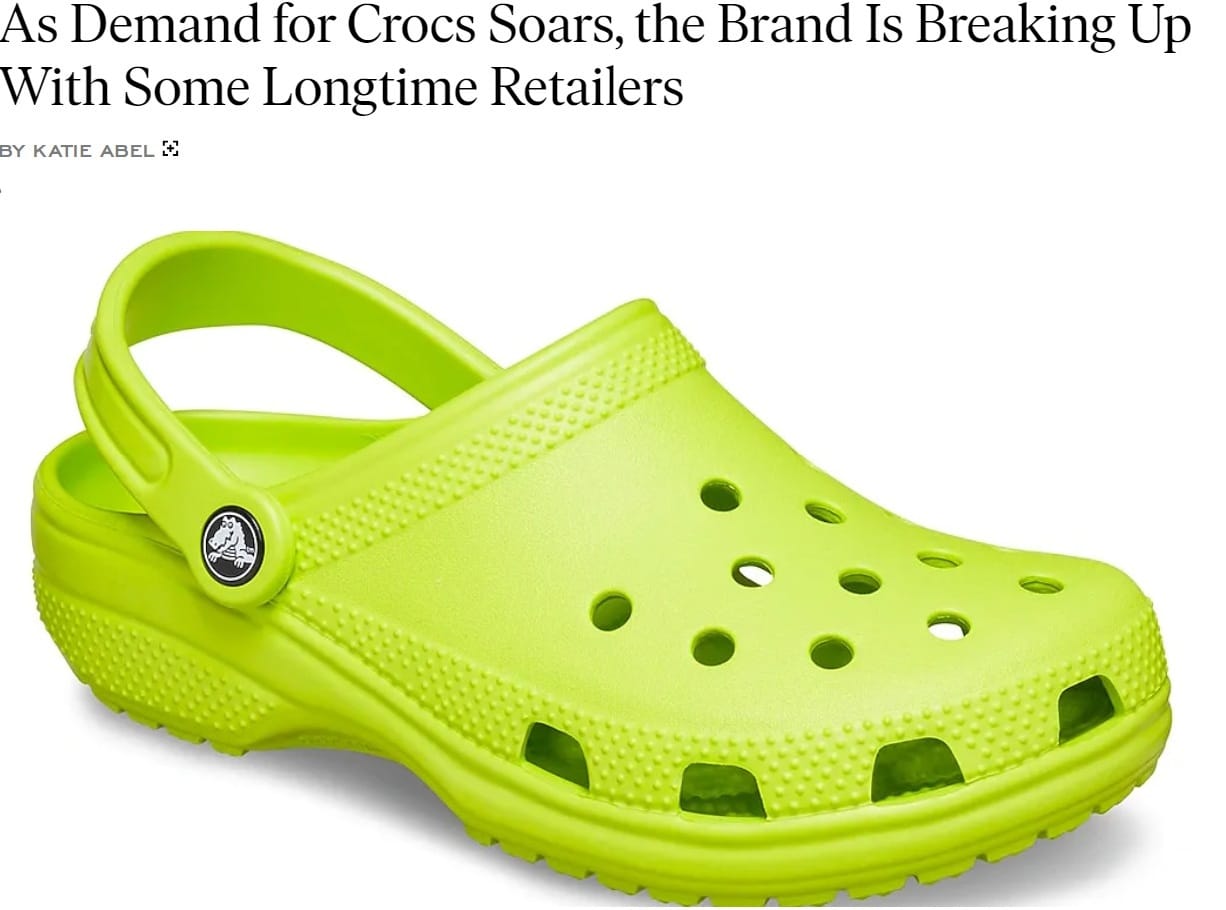 As Demand for Crocs Soars, the Brand Is Breaking Up
With Some Longtime Retailers
BY KATIE ABEL